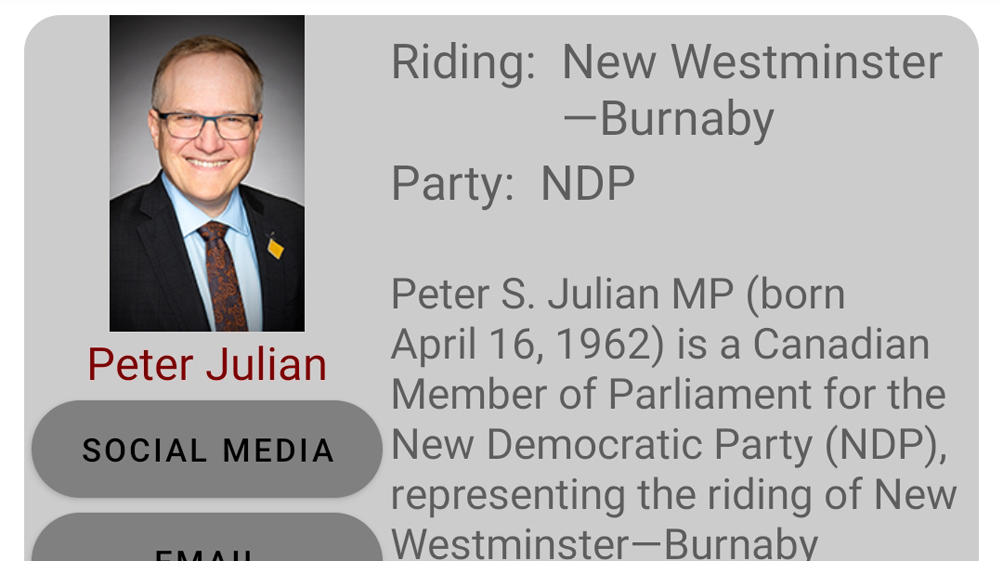 Riding: New Westminster
—Burnaby
Party: NDP
Peter S. Julian MP (born
April 16, 1962) is a Canadian
Member of Parliament for the
New Democratic Party (NDP),
representing the riding of New
Westminster—Burnaby
Peter Julian
SOCIAL MEDIA
EMAIL